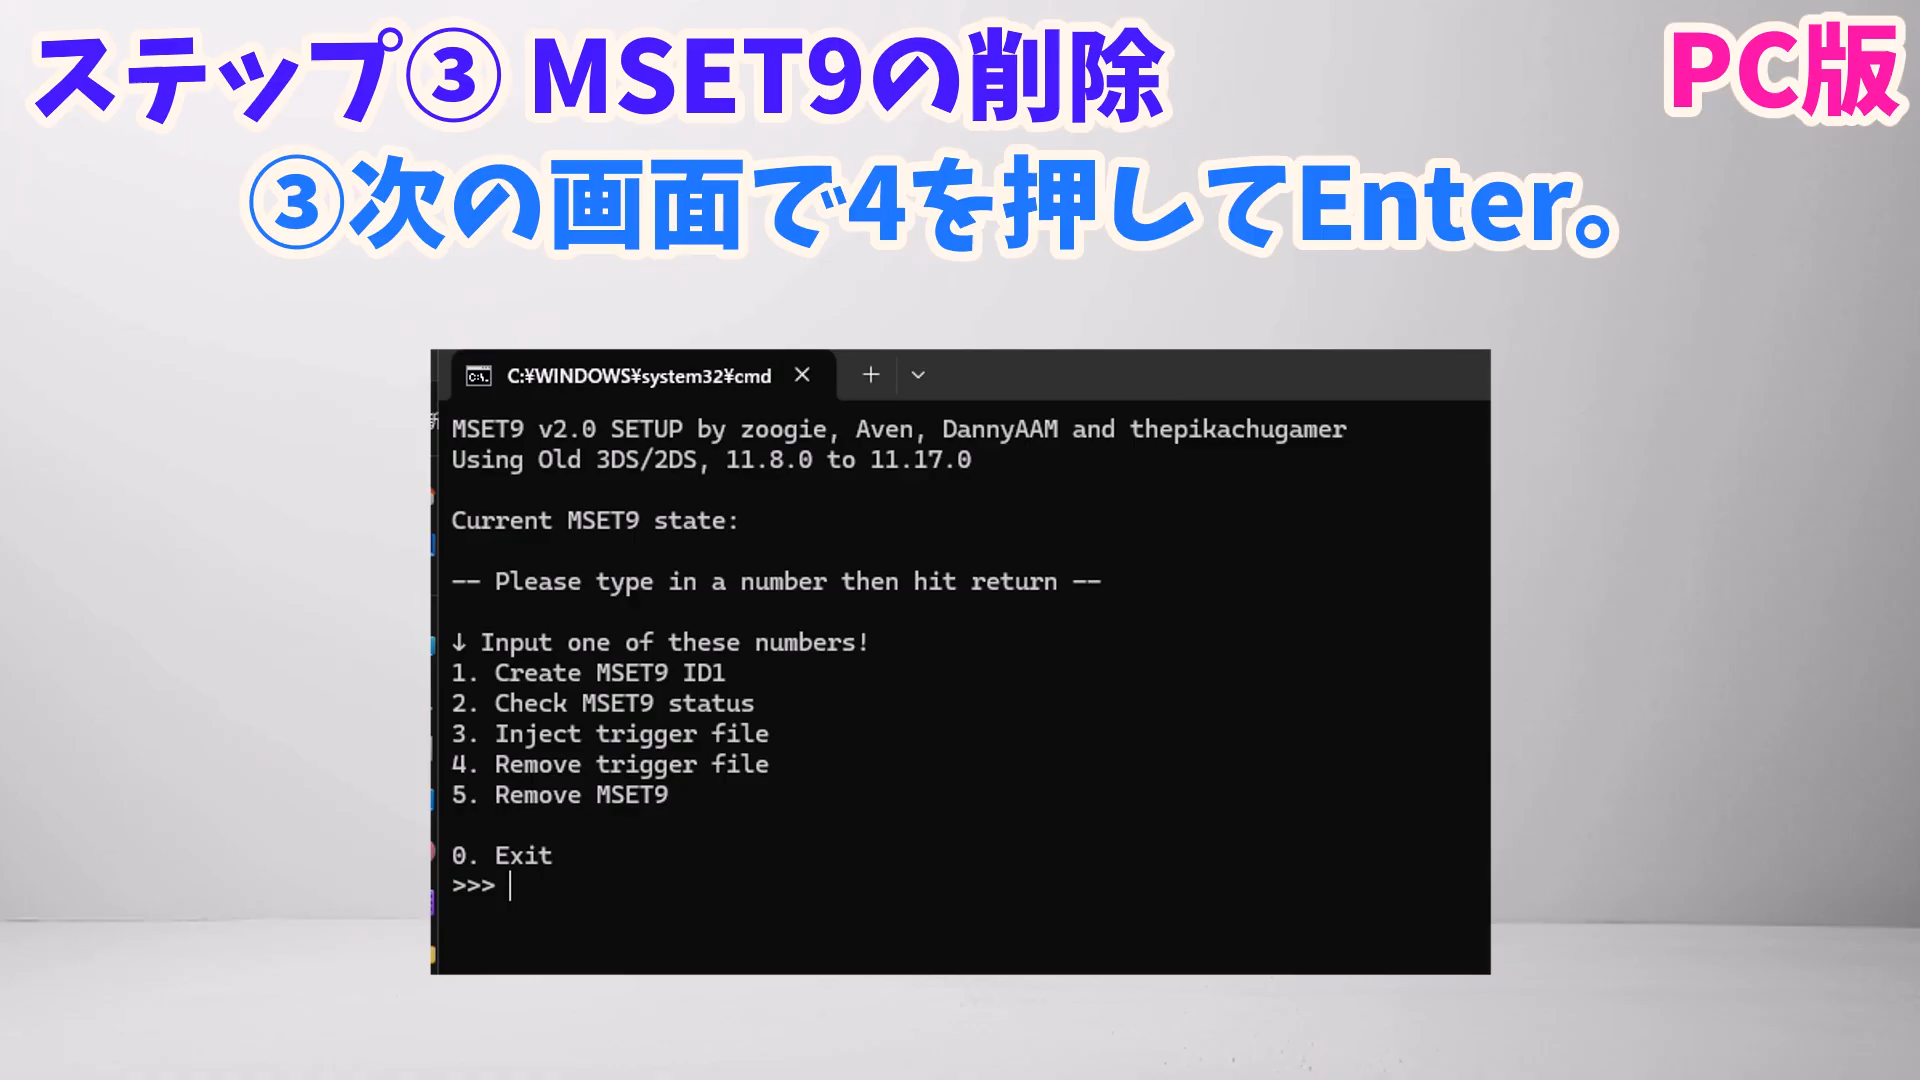 ステップ③ MSET9の削除
PC版
③次の画面で4を押してEnter。
C:¥WINDOWS¥system32¥cmd
MSET9 v2.0 SETUP by zoogie, Aven, DannyAAM and thepikachugamer
Using Old 3DS/2DS, 11.8.0 to 11.17.0
Current MSET9 state:
-- Please type in a number then hit return --
↓ Input one of these numbers!
1. Create MSET9 ID1
2. Check MSET9 status
3. Inject trigger file
4. Remove trigger file
5. Remove MSET9
0. Exit
>>>